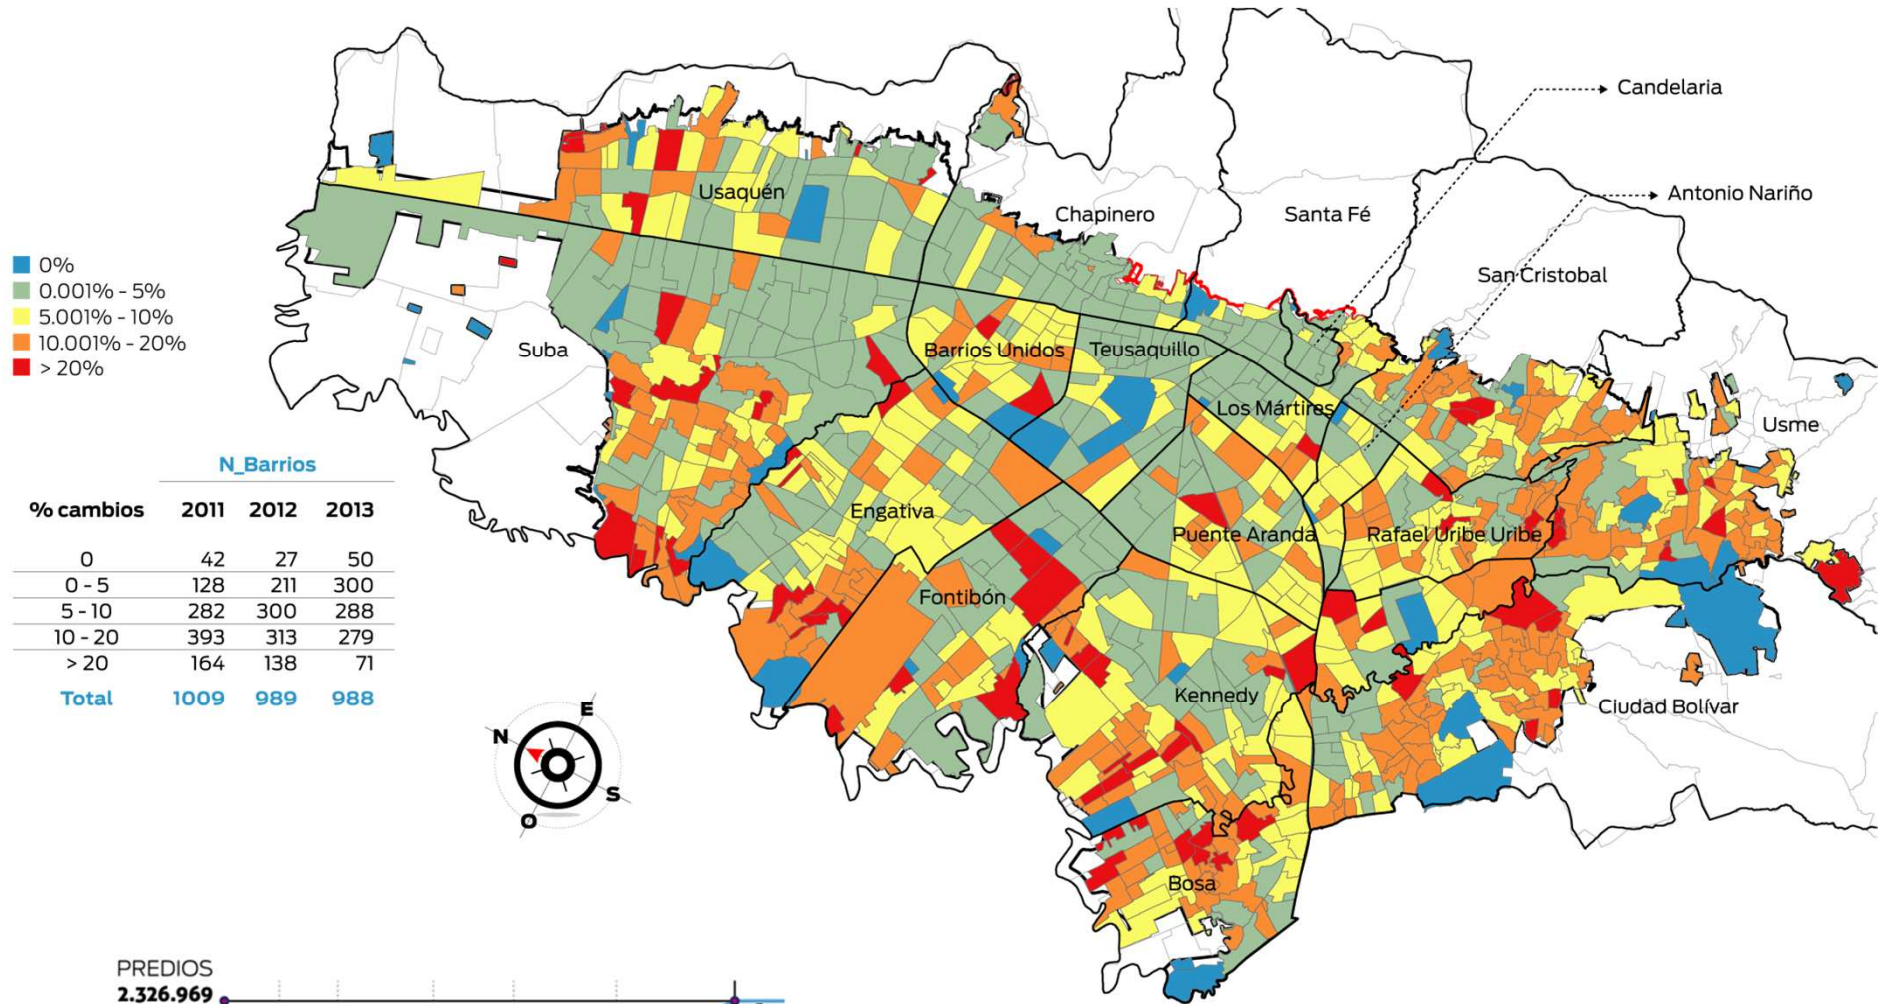 Candelaria
Antonio Nariño
Usaquén
Chapinero
Santa Fé
San Cristobal
0%
0.001% - 5%
5.001% - 10%
10.001% - 20%
> 20%
Suba
Barrios Unidos
Teusaquillo
Los Mártires
Usme
N_Barrios
% cambios 2011 2012 2013
0 42 27 50
0 - 5 128 211 300
5 - 10 282 300 288
10 - 20 393 313 279
> 20 164 138 71
Total 1009 989 988
Engativa
Puente Aranda
Rafael Uribe Uribe
Fontibón
Kennedy
Ciudad Bolívar
Bosa
E
N
S
O
PREDIOS
2.326.969